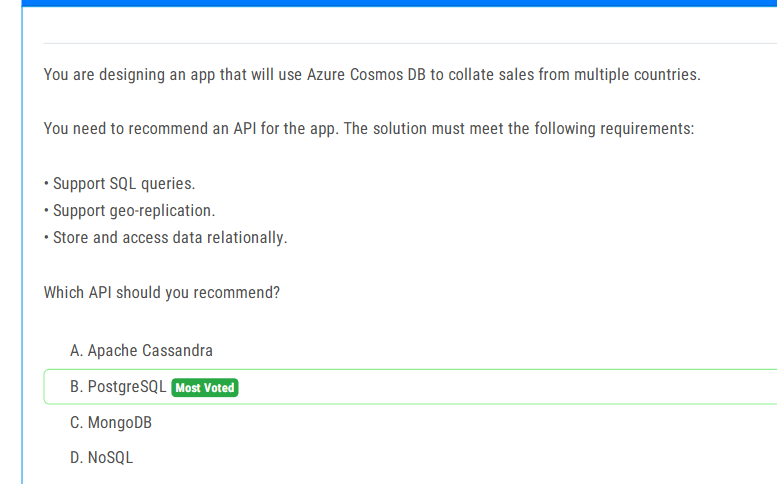 You are designing an app that will use Azure Cosmos DB to collate sales from multiple countries.
You need to recommend an API for the app. The solution must meet the following requirements:
• Support SQL queries.
• Support geo-replication.
• Store and access data relationally.
Which API should you recommend?
A. Apache Cassandra
B. PostgreSQL Most Voted
C. MongoDB
D. NoSQL